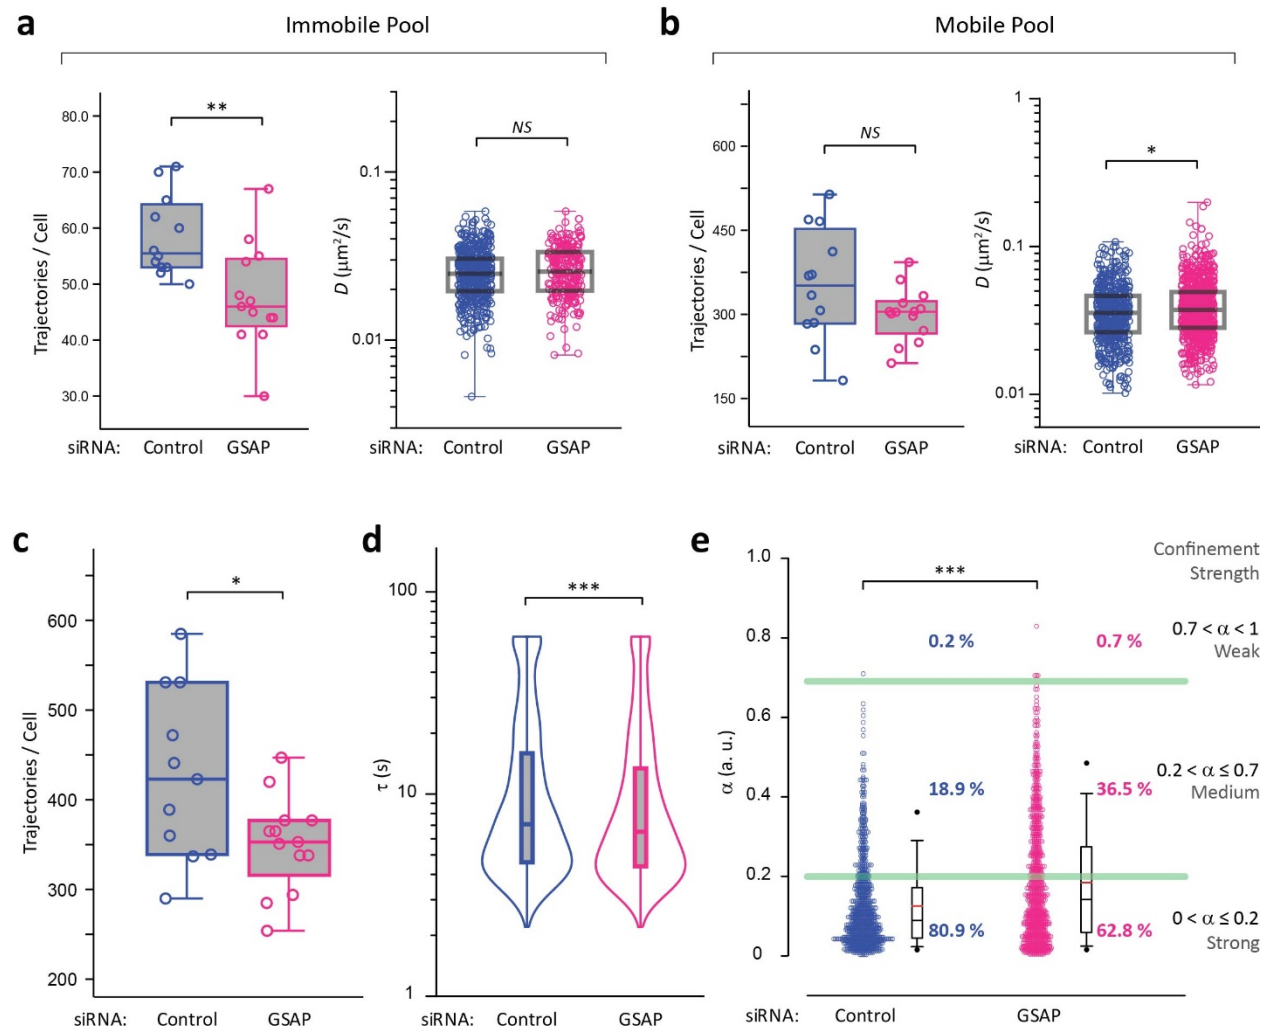 a
Immobile Pool
Trajectories / Cell
80.0
70.0
60.0
50.0
40.0
30.0
**
siRNA: Control GSAP
D (μm²/s)
0.1
0.01
NS
siRNA: Control GSAP
b
Mobile Pool
Trajectories / Cell
600
450
300
150
NS
siRNA: Control GSAP
D (μm²/s)
1
0.1
0.01
*
siRNA: Control GSAP
c
Trajectories / Cell
600
500
400
300
200
*
siRNA: Control GSAP
d
τ (s)
100
10
1
***
siRNA: Control GSAP
e
α (a. u.)
1.0
0.8
0.6
0.4
0.2
0
***
Confinement
Strength
0.2 %
0.7 %
0.7 < α < 1
Weak
18.9 %
36.5 %
0.2 < α ≤ 0.7
Medium
80.9 %
62.8 %
0 < α ≤ 0.2
Strong
siRNA: Control GSAP